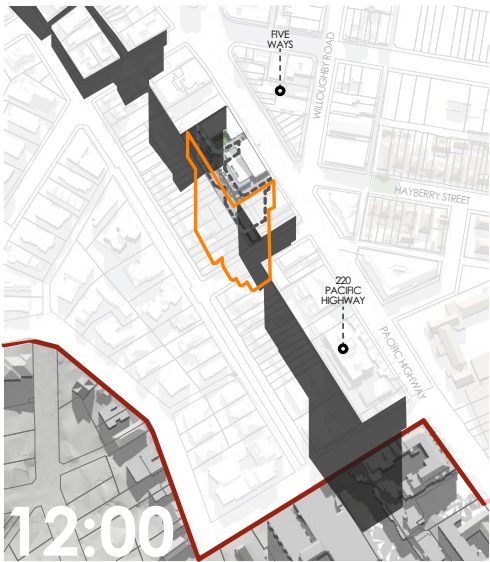 FIVE
WAYS
WILLOUGHBY ROAD
HAYBERRY STREET
220
PACIFIC
HIGHWAY
PACIFIC HIGHWAY
12:00